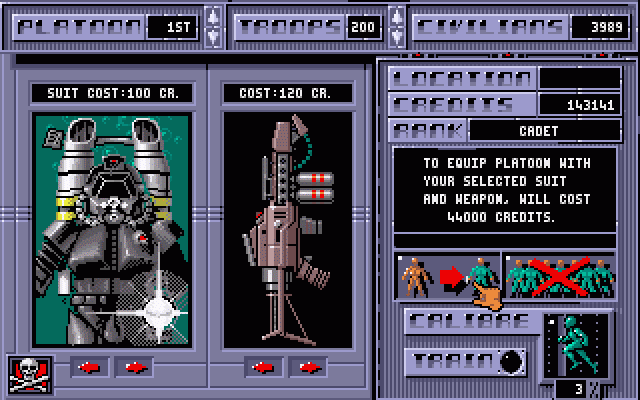 PLATOON 1ST TROOPS 200 CIVILIANS 3989
SUIT COST:100 CR.
COST:120 CR.
LOCATION
CREDITS 143141
RANK CADET
TO EQUIP PLATOON WITH
YOUR SELECTED SUIT
AND WEAPON, WILL COST
44000 CREDITS.
CALIBRE
TRAIN
3 %